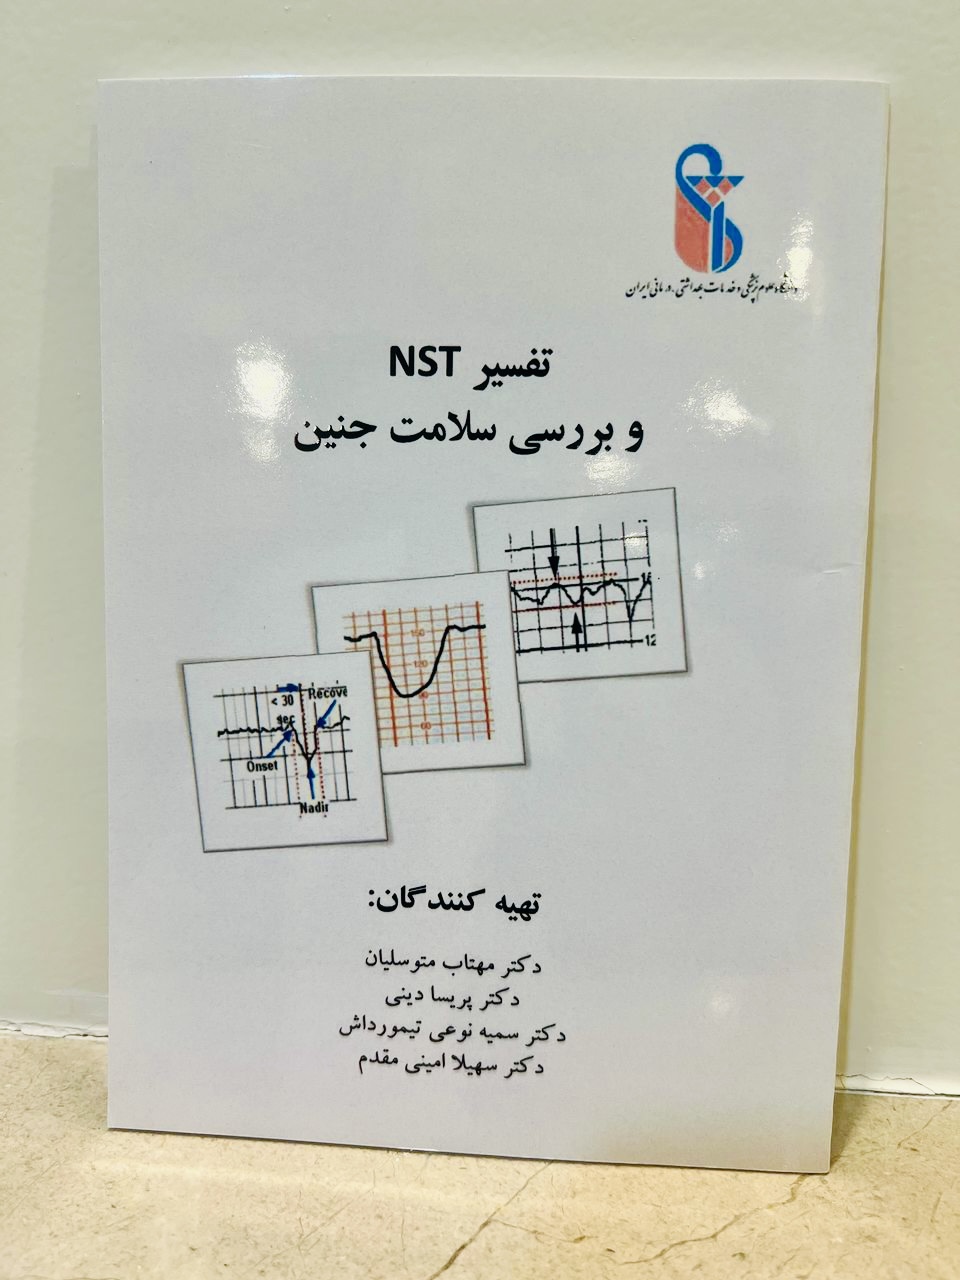 دانشگاه علوم پزشکی و خدمات بهداشتی ، درمانی ایران
تفسیر NST
و بررسی سلامت جنین
16
12
150
120
90
60
< 30
sec
Recove
Onset
Nadir
تهیه کنندگان:
دکتر مهتاب متوسلیان
دکتر پریسا دینی
دکتر سمیه نوعی تیمورداش
دکتر سهیلا امینی مقدم